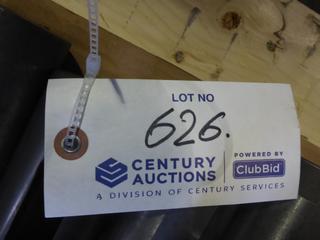 LOT NO
626.
CENTURY AUCTIONS
POWERED BY
ClubBid
A DIVISION OF CENTURY SERVICES